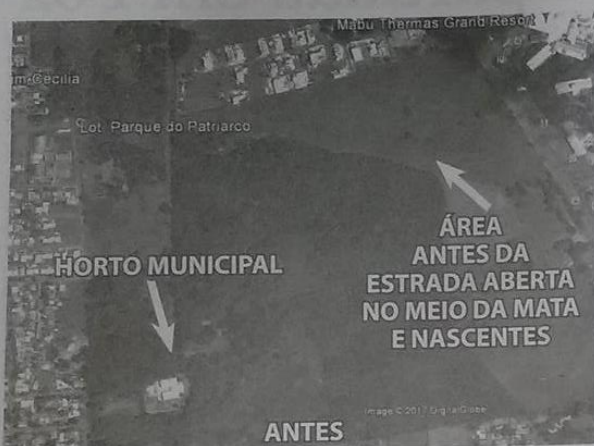 Mabu Thermas Grand Resort
m Cecilia
Lot. Parque do Patriarco
ÁREA
ANTES DA
ESTRADA ABERTA
NO MEIO DA MATA
E NASCENTES
HORTO MUNICIPAL
Image © 2017 DigitalGlobe
ANTES